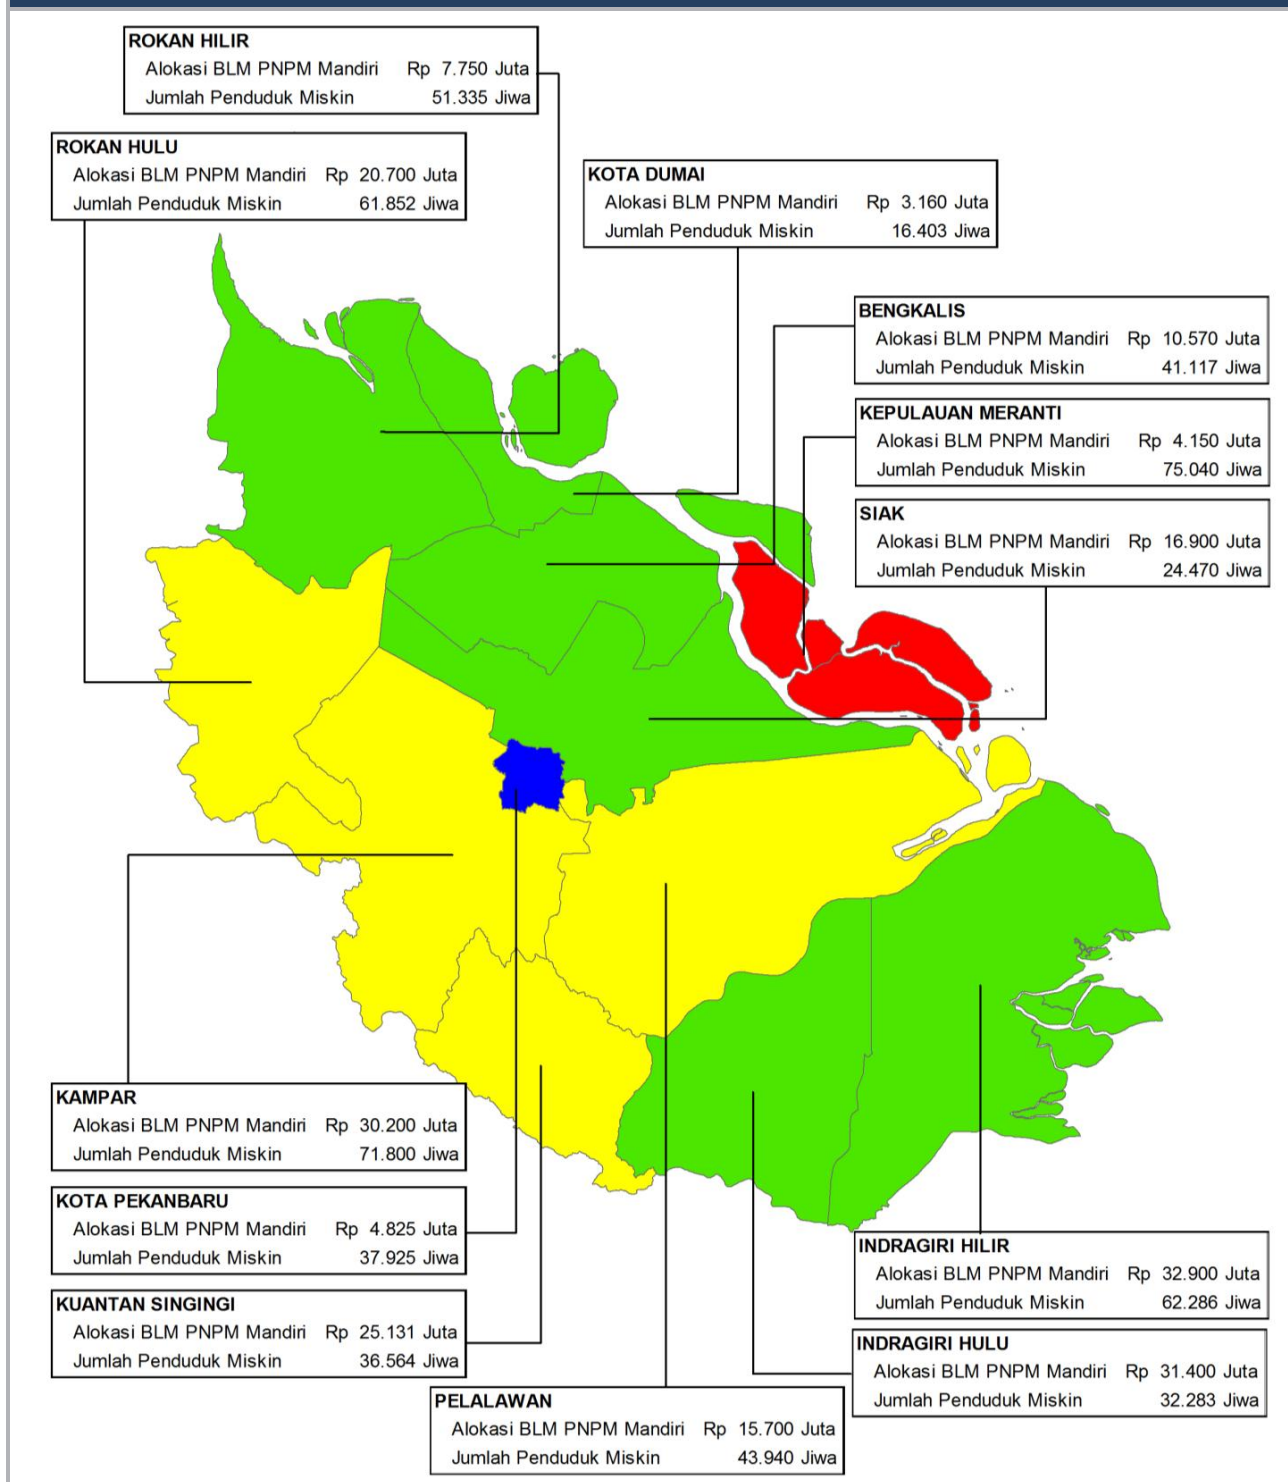 ROKAN HILIR
Alokasi BLM PNPM Mandiri Rp 7.750 Juta
Jumlah Penduduk Miskin 51.335 Jiwa
ROKAN HULU
Alokasi BLM PNPM Mandiri Rp 20.700 Juta
Jumlah Penduduk Miskin 61.852 Jiwa
KOTA DUMAI
Alokasi BLM PNPM Mandiri Rp 3.160 Juta
Jumlah Penduduk Miskin 16.403 Jiwa
BENGKALIS
Alokasi BLM PNPM Mandiri Rp 10.570 Juta
Jumlah Penduduk Miskin 41.117 Jiwa
KEPULAUAN MERANTI
Alokasi BLM PNPM Mandiri Rp 4.150 Juta
Jumlah Penduduk Miskin 75.040 Jiwa
SIAK
Alokasi BLM PNPM Mandiri Rp 16.900 Juta
Jumlah Penduduk Miskin 24.470 Jiwa
KAMPAR
Alokasi BLM PNPM Mandiri Rp 30.200 Juta
Jumlah Penduduk Miskin 71.800 Jiwa
KOTA PEKANBARU
Alokasi BLM PNPM Mandiri Rp 4.825 Juta
Jumlah Penduduk Miskin 37.925 Jiwa
KUANTAN SINGINGI
Alokasi BLM PNPM Mandiri Rp 25.131 Juta
Jumlah Penduduk Miskin 36.564 Jiwa
INDRAGIRI HILIR
Alokasi BLM PNPM Mandiri Rp 32.900 Juta
Jumlah Penduduk Miskin 62.286 Jiwa
INDRAGIRI HULU
Alokasi BLM PNPM Mandiri Rp 31.400 Juta
Jumlah Penduduk Miskin 32.283 Jiwa
PELALAWAN
Alokasi BLM PNPM Mandiri Rp 15.700 Juta
Jumlah Penduduk Miskin 43.940 Jiwa